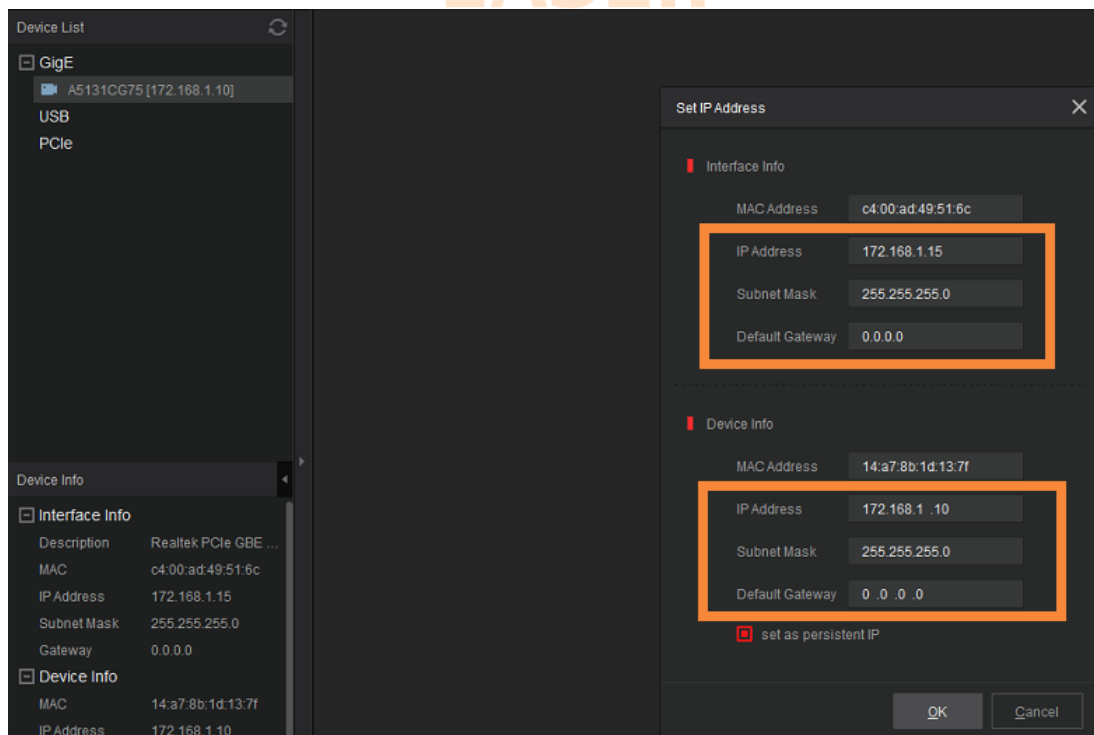 Device List
GigE
A5131CG75 [172.168.1.10]
USB
PCIe
Device Info
Interface Info
Description Realtek PCIe GBE ...
MAC c4:00:ad:49:51:6c
IP Address 172.168.1.15
Subnet Mask 255.255.255.0
Gateway 0.0.0.0
Device Info
MAC 14:a7:8b:1d:13:7f
IP Address 172.168.1.10
Set IP Address
Interface Info
MAC Address c4:00:ad:49:51:6c
IP Address 172.168.1.15
Subnet Mask 255.255.255.0
Default Gateway 0.0.0.0
Device Info
MAC Address 14:a7:8b:1d:13:7f
IP Address 172.168.1 .10
Subnet Mask 255.255.255.0
Default Gateway 0 .0 .0 .0
set as persistent IP
OK Cancel